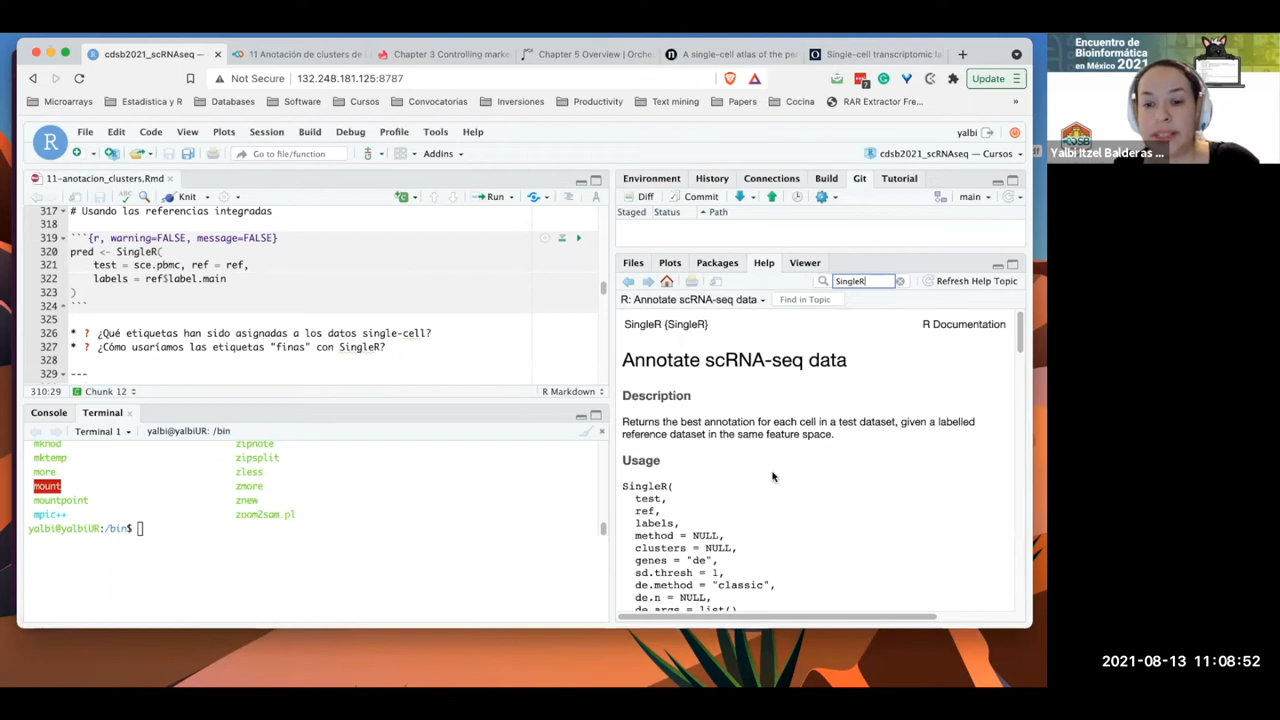 cdsb2021_scRNAseq —
11 Anotación de clusters de
Chapter 3 Controlling marke
Chapter 5 Overview | Orche
A single-cell atlas of the per
Single-cell transcriptomic la
Not Secure
132.248.181.125:8787
7
Update
Microarrays
Estadistica y R
Databases
Software
Cursos
Convocatorias
Inversiones
Productivity
Text mining
Papers
Cocina
RAR Extractor Fre...
»
R
File Edit Code View Plots Session Build Debug Profile Tools Help
yalbi
Go to file/function
Addins
cdsb2021_scRNAseq — Cursos
11-anotacion_clusters.Rmd
ABC
Knit
Run
317 # Usando las referencias integradas
318
319 ```{r, warning=FALSE, message=FALSE}
320 pred <- SingleR(
321 test = sce.pbmc, ref = ref,
322 labels = ref$label.main
323 )
324 ```
325
326 * ? ¿Qué etiquetas han sido asignadas a los datos single-cell?
327 * ? ¿Cómo usaríamos las etiquetas "finas" con SingleR?
328
329 ---
310:29
Chunk 12
R Markdown
Console
Terminal
Terminal 1
yalbi@yalbiUR: /bin
mknod zipnote
mktemp zipsplit
more zless
mount zmore
mountpoint znew
mpic++ zoom2sam.pl
yalbi@yalbiUR:/bin$
Environment History Connections Build Git Tutorial
Diff
Commit
main
Staged Status Path
Files Plots Packages Help Viewer
SingleR
Refresh Help Topic
R: Annotate scRNA-seq data
Find in Topic
SingleR {SingleR}
R Documentation
Annotate scRNA-seq data
Description
Returns the best annotation for each cell in a test dataset, given a labelled
reference dataset in the same feature space.
Usage
SingleR(
test,
ref,
labels,
method = NULL,
clusters = NULL,
genes = "de",
sd.thresh = 1,
de.method = "classic",
de.n = NULL,
de.args = list()
Encuentro de
Bioinformática
en México 2021
CDSB
Yalbi Itzel Balderas ...
2021-08-13 11:08:52